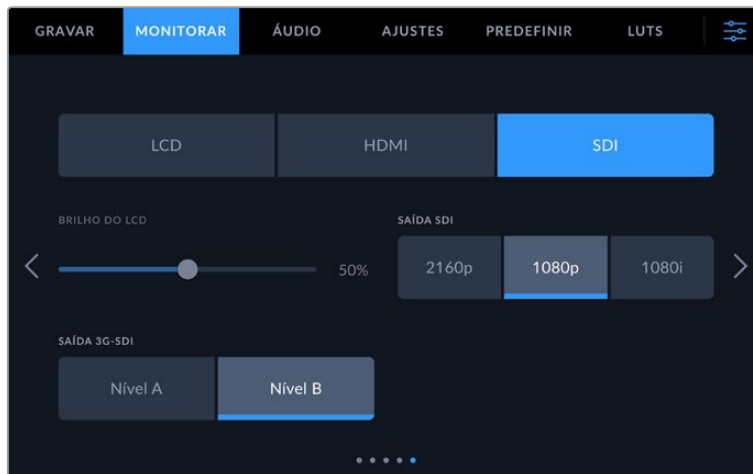 GRAVAR MONITORAR ÁUDIO AJUSTES PREDEFINIR LUTS
LCD HDMI SDI
BRILHO DO LCD SAÍDA SDI
50% 2160p 1080p 1080i
SAÍDA 3G-SDI
Nível A Nível B